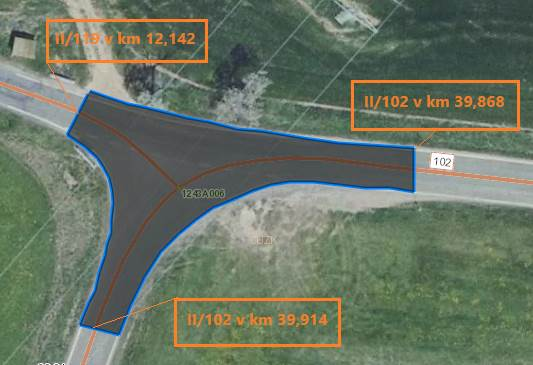 II/119 v km 12,142
II/102 v km 39,868
102
1243A006
II/102 v km 39,914